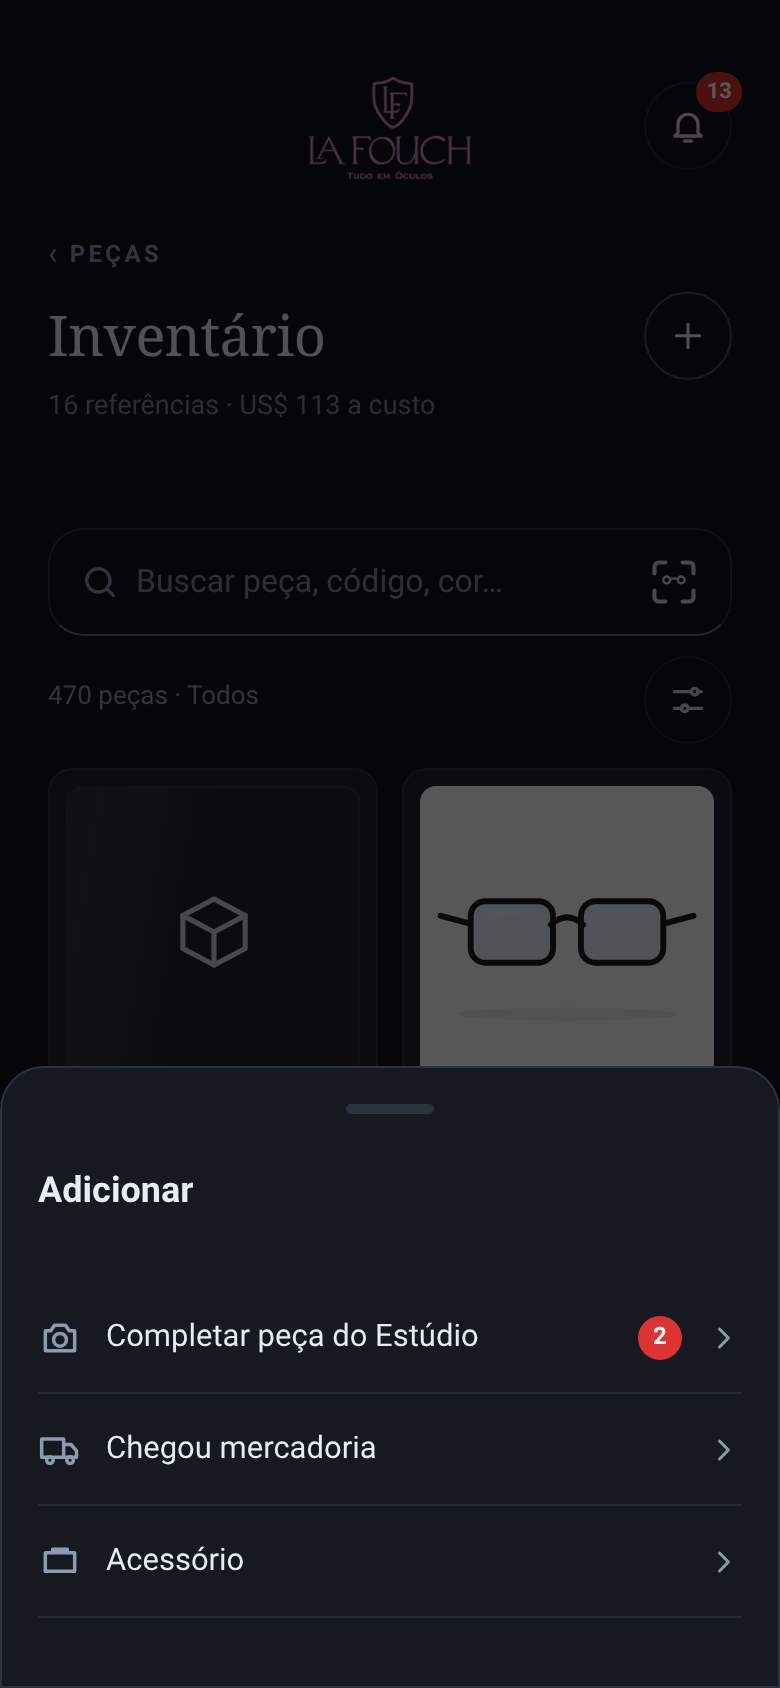 LF
LA FOUCH
TUDO EM ÓCULOS
13
‹ PEÇAS
Inventário
16 referências · US$ 113 a custo
Buscar peça, código, cor...
470 peças · Todos
Adicionar
Completar peça do Estúdio 2
Chegou mercadoria
Acessório